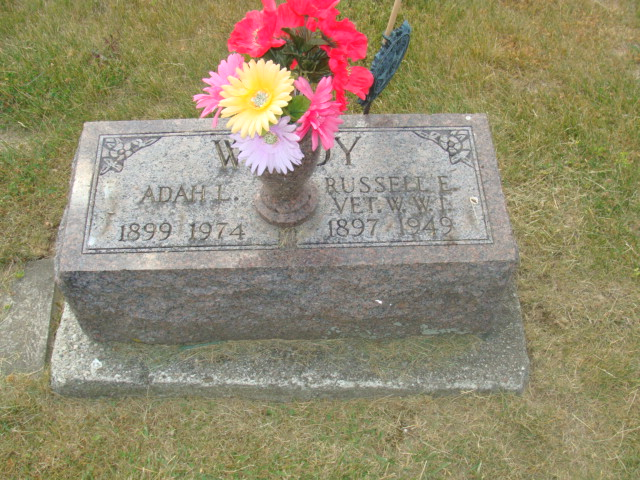 ADAH L.
1899 1974
RUSSELL E.
VET. W.W. I
1897 1949